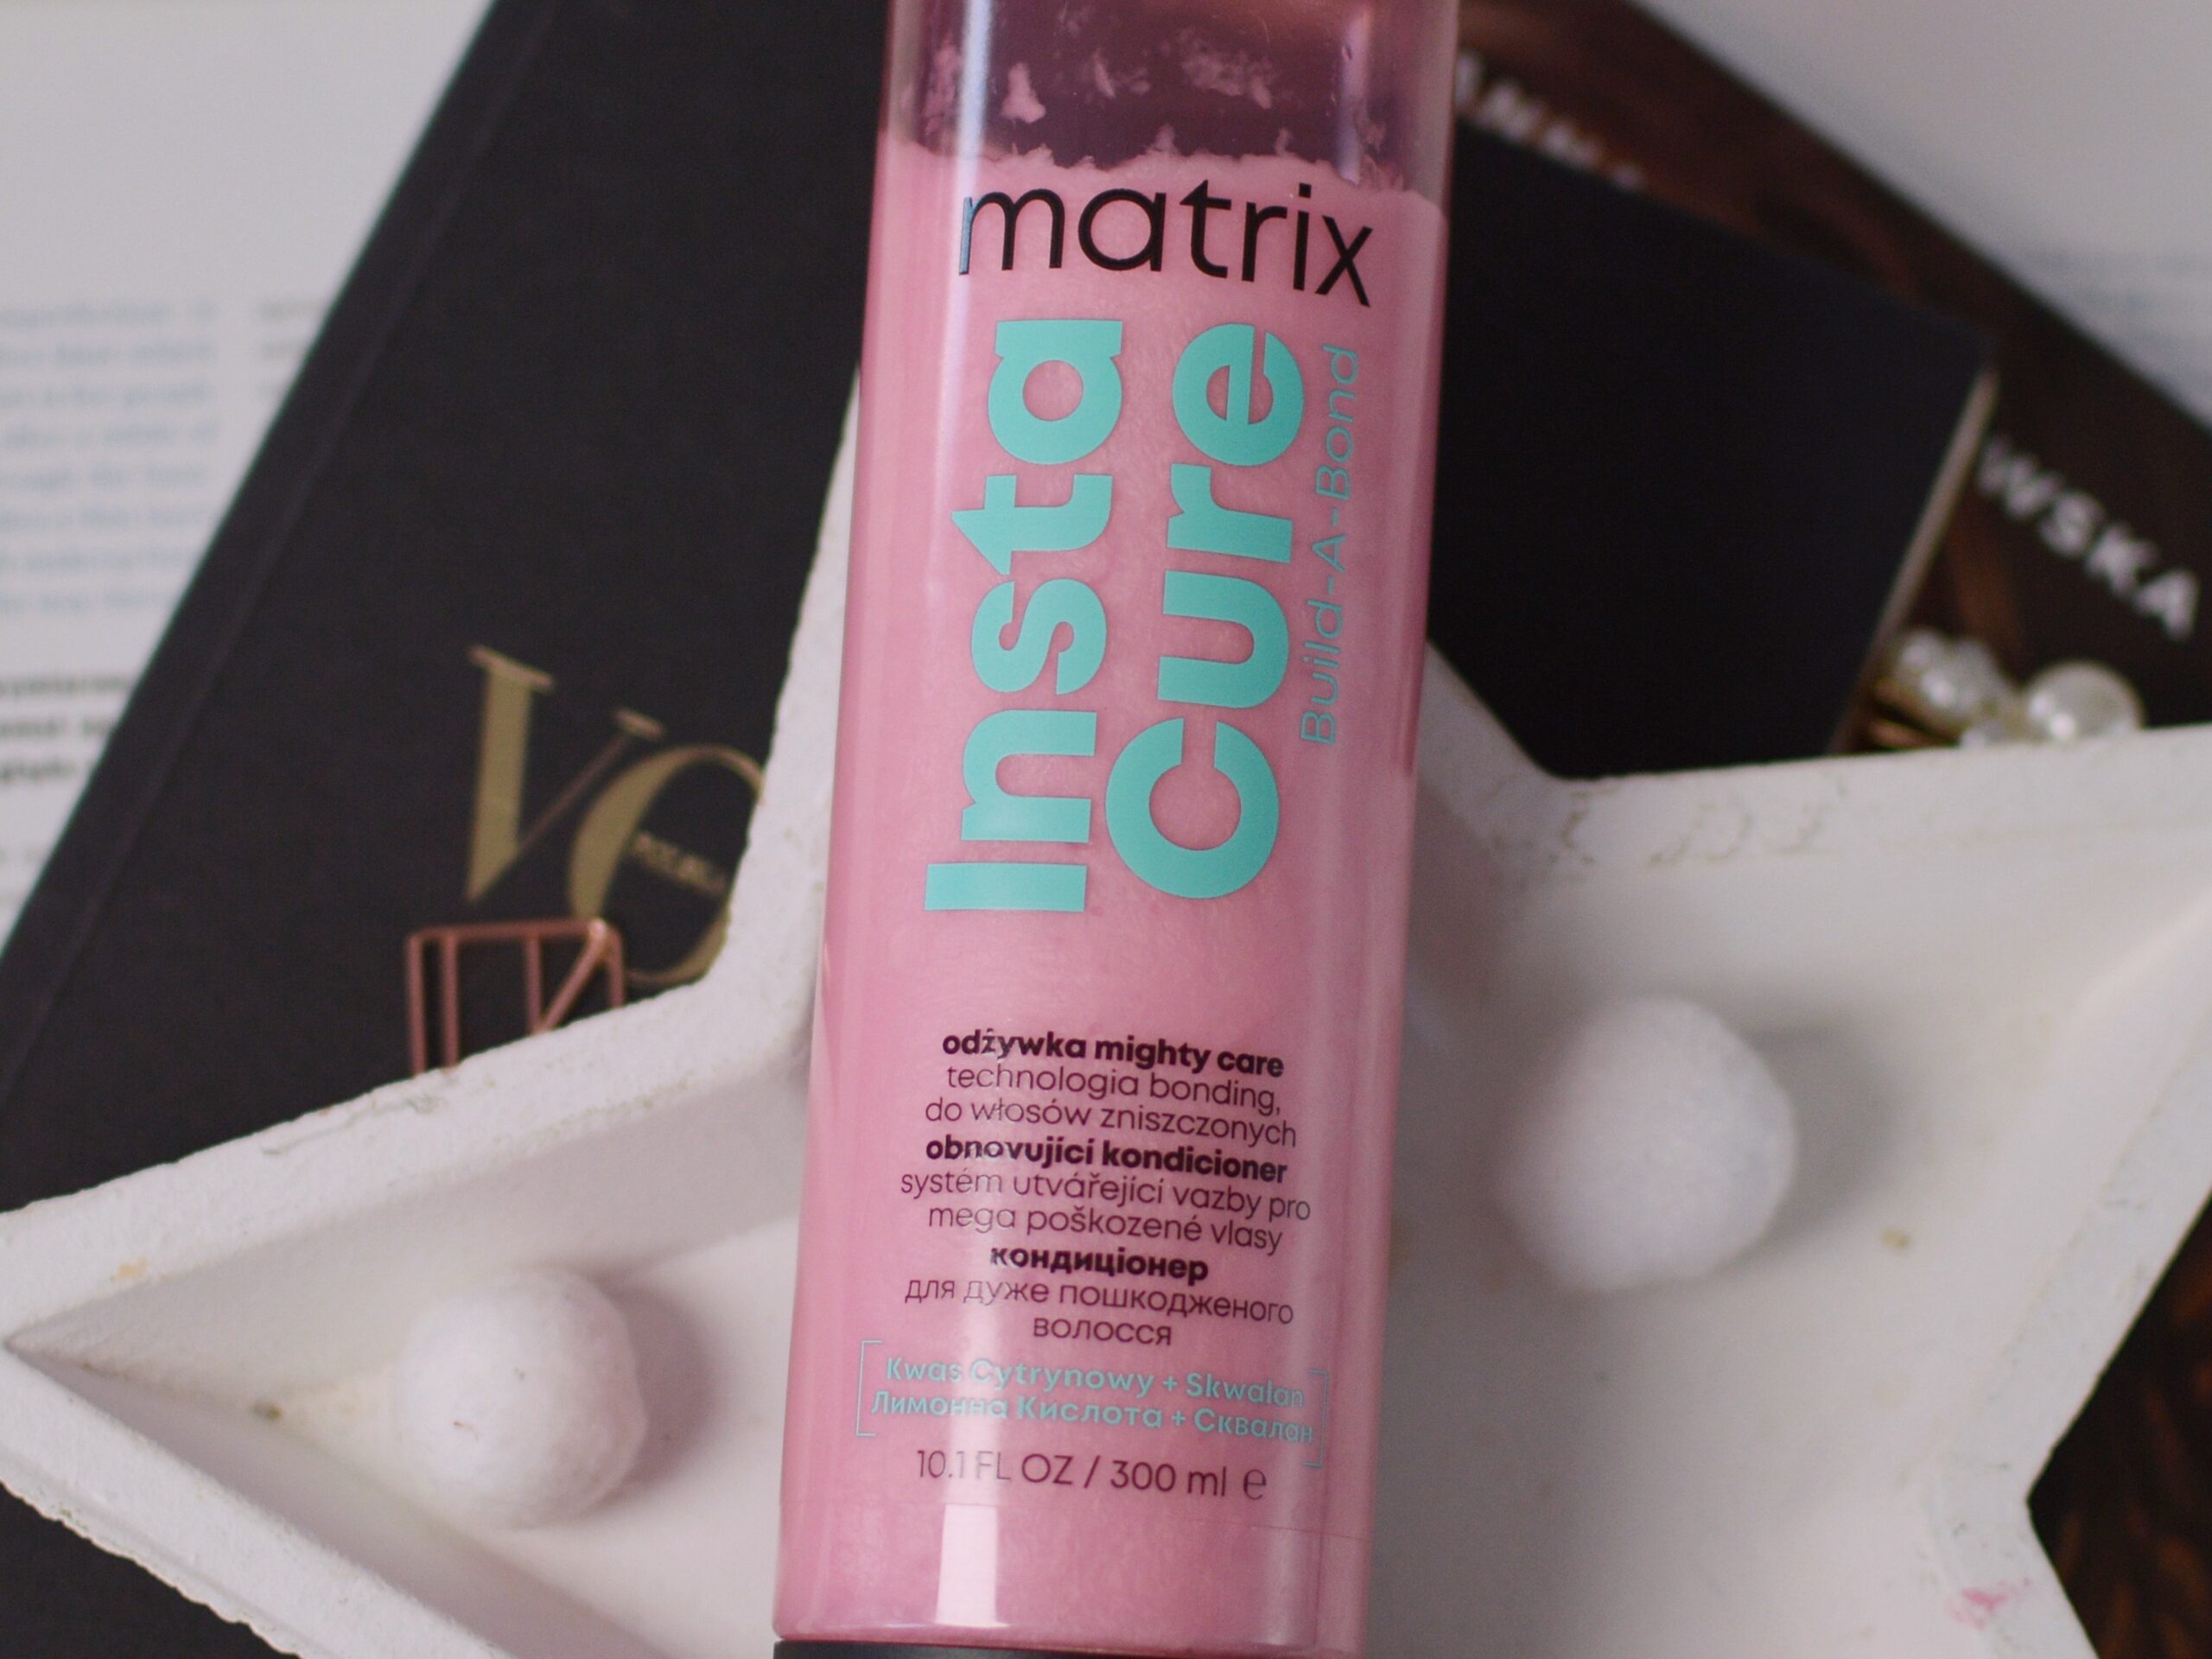 matrix
Insta
Cure
Build-A-Bond
odżywka mighty care
technologia bonding,
do włosów zniszczonych
obnovující kondicioner
systém utvářející vazby pro
mega poškozené vlasy
кондиціонер
для дуже пошкодженого
волосся
Kwas Cytrynowy + Skwalan
Лимонна Кислота + Сквалан
10.1 FL OZ / 300 ml e
VO
WSKA